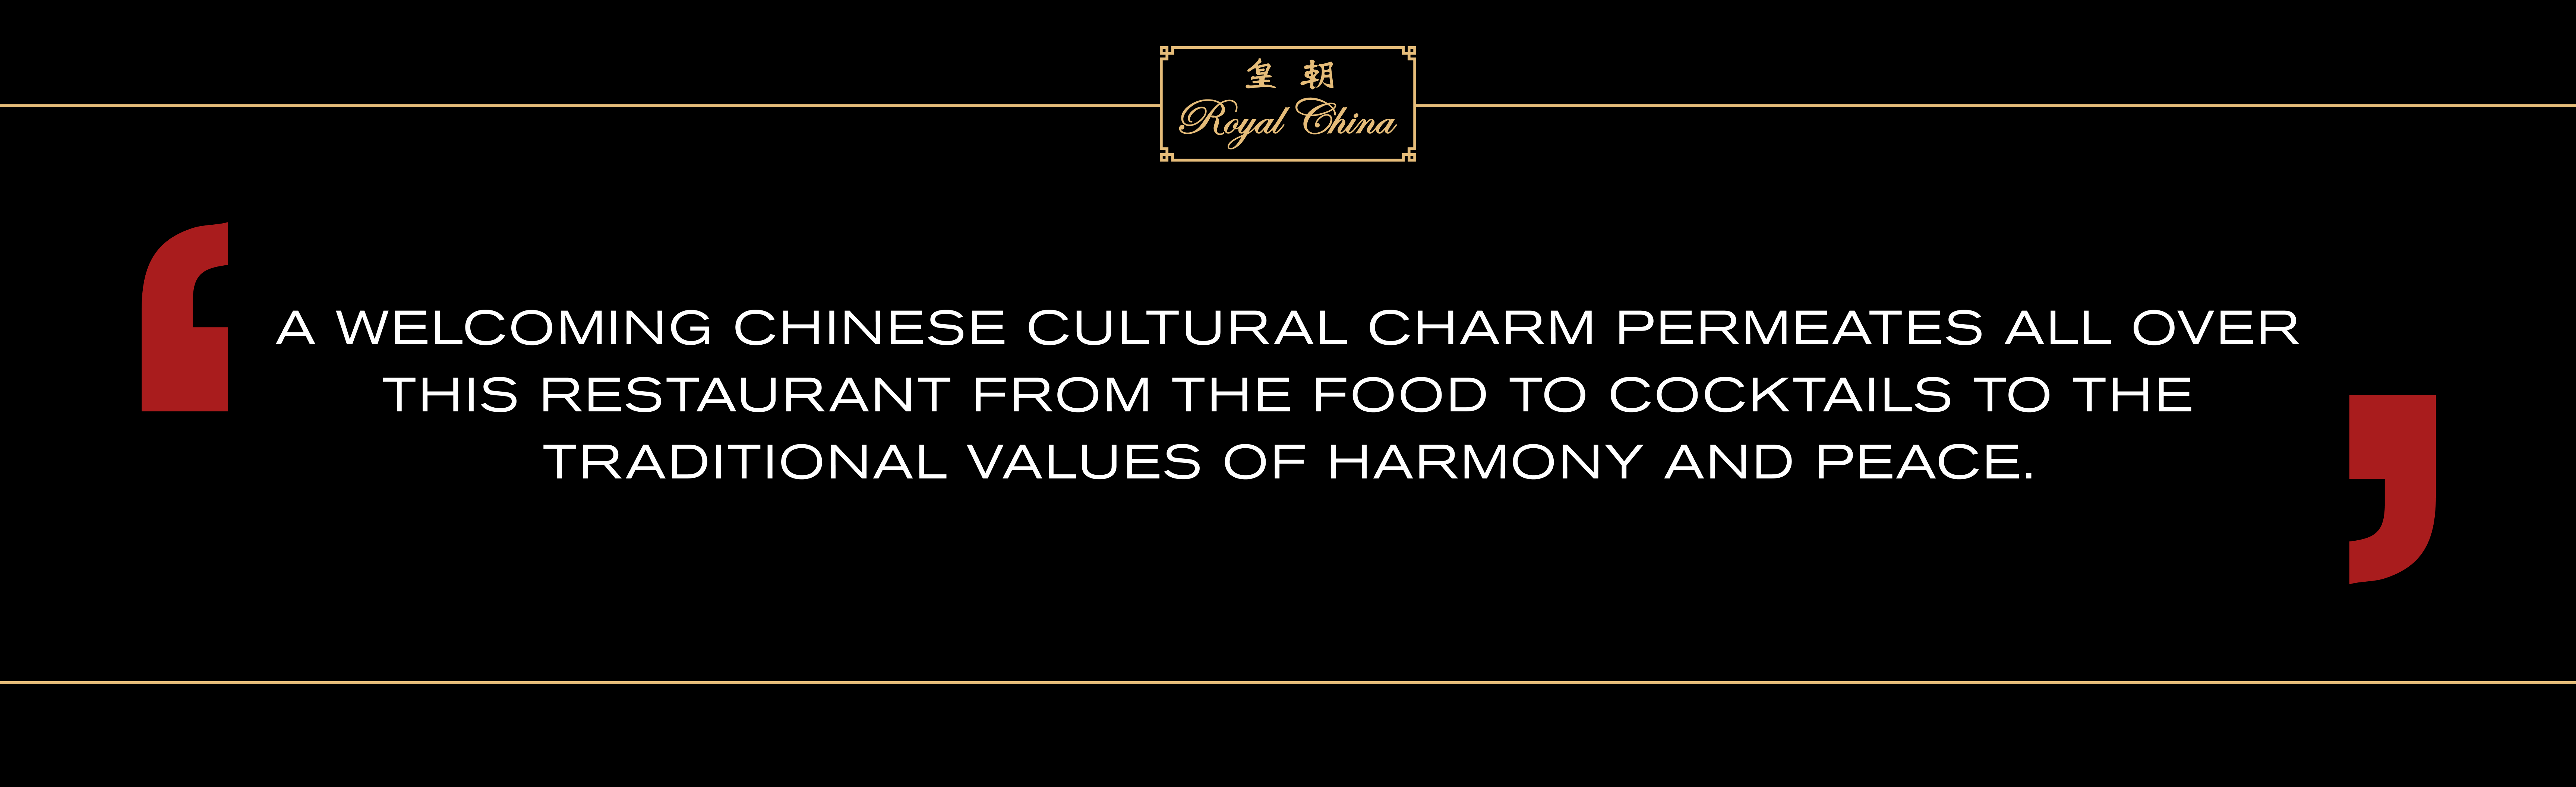 皇 朝
Royal China
‘
A WELCOMING CHINESE CULTURAL CHARM PERMEATES ALL OVER
THIS RESTAURANT FROM THE FOOD TO COCKTAILS TO THE
TRADITIONAL VALUES OF HARMONY AND PEACE.
’